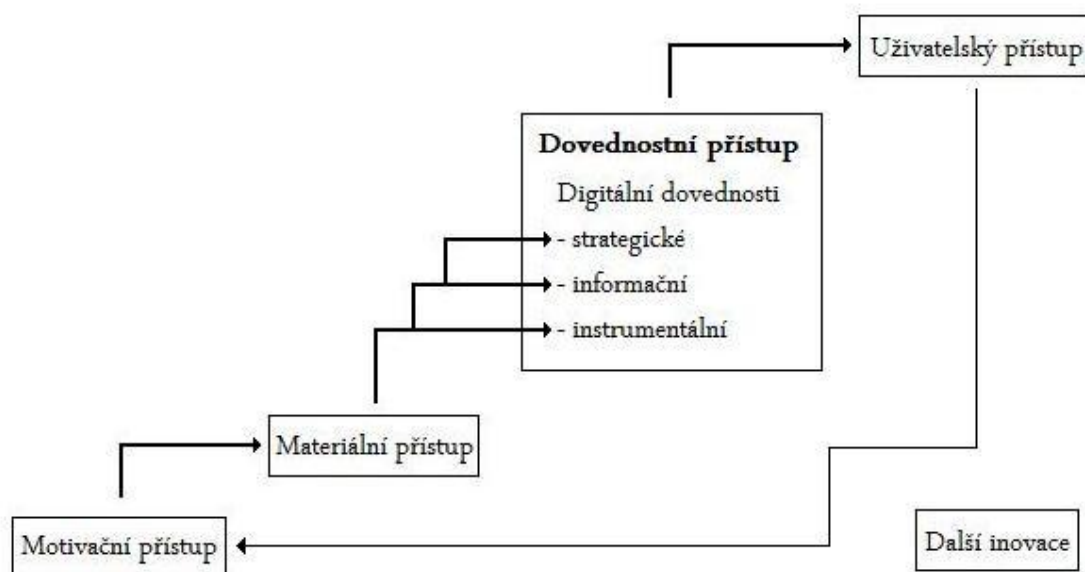 Uživatelský přístup
Dovednostní přístup
Digitální dovednosti
- strategické
- informační
- instrumentální
Materiální přístup
Motivační přístup
Další inovace